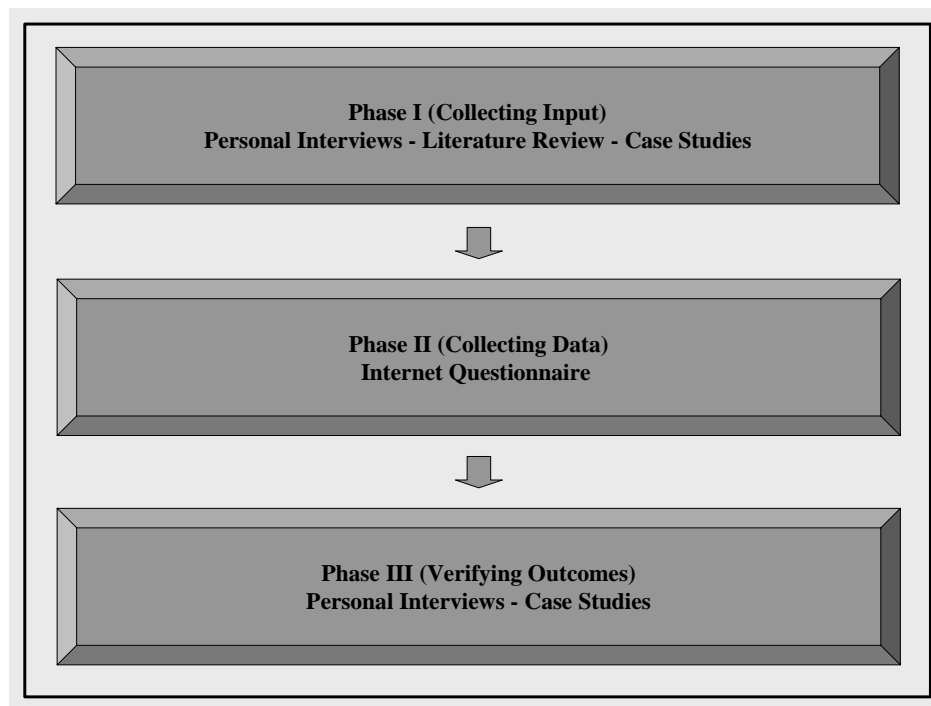 Phase I (Collecting Input)
Personal Interviews - Literature Review - Case Studies
Phase II (Collecting Data)
Internet Questionnaire
Phase III (Verifying Outcomes)
Personal Interviews - Case Studies